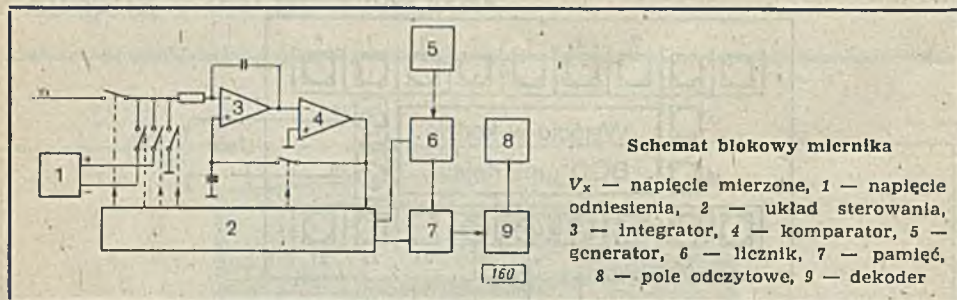 5
3
4
6
8
1
2
7
9
160
Schemat blokowy miernika
Vx — napięcie mierzone, 1 — napięcie
odniesienia, 2 — układ sterowania,
3 — integrator, 4 — komparator, 5 —
generator, 6 — licznik, 7 — pamięć,
8 — pole odczytowe, 9 — dekoder